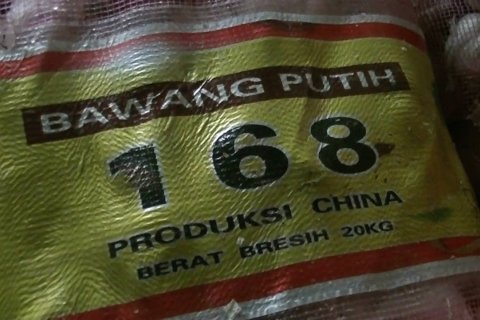 BAWANG PUTIH
168
PRODUKSI CHINA
BERAT BRESIH 20KG